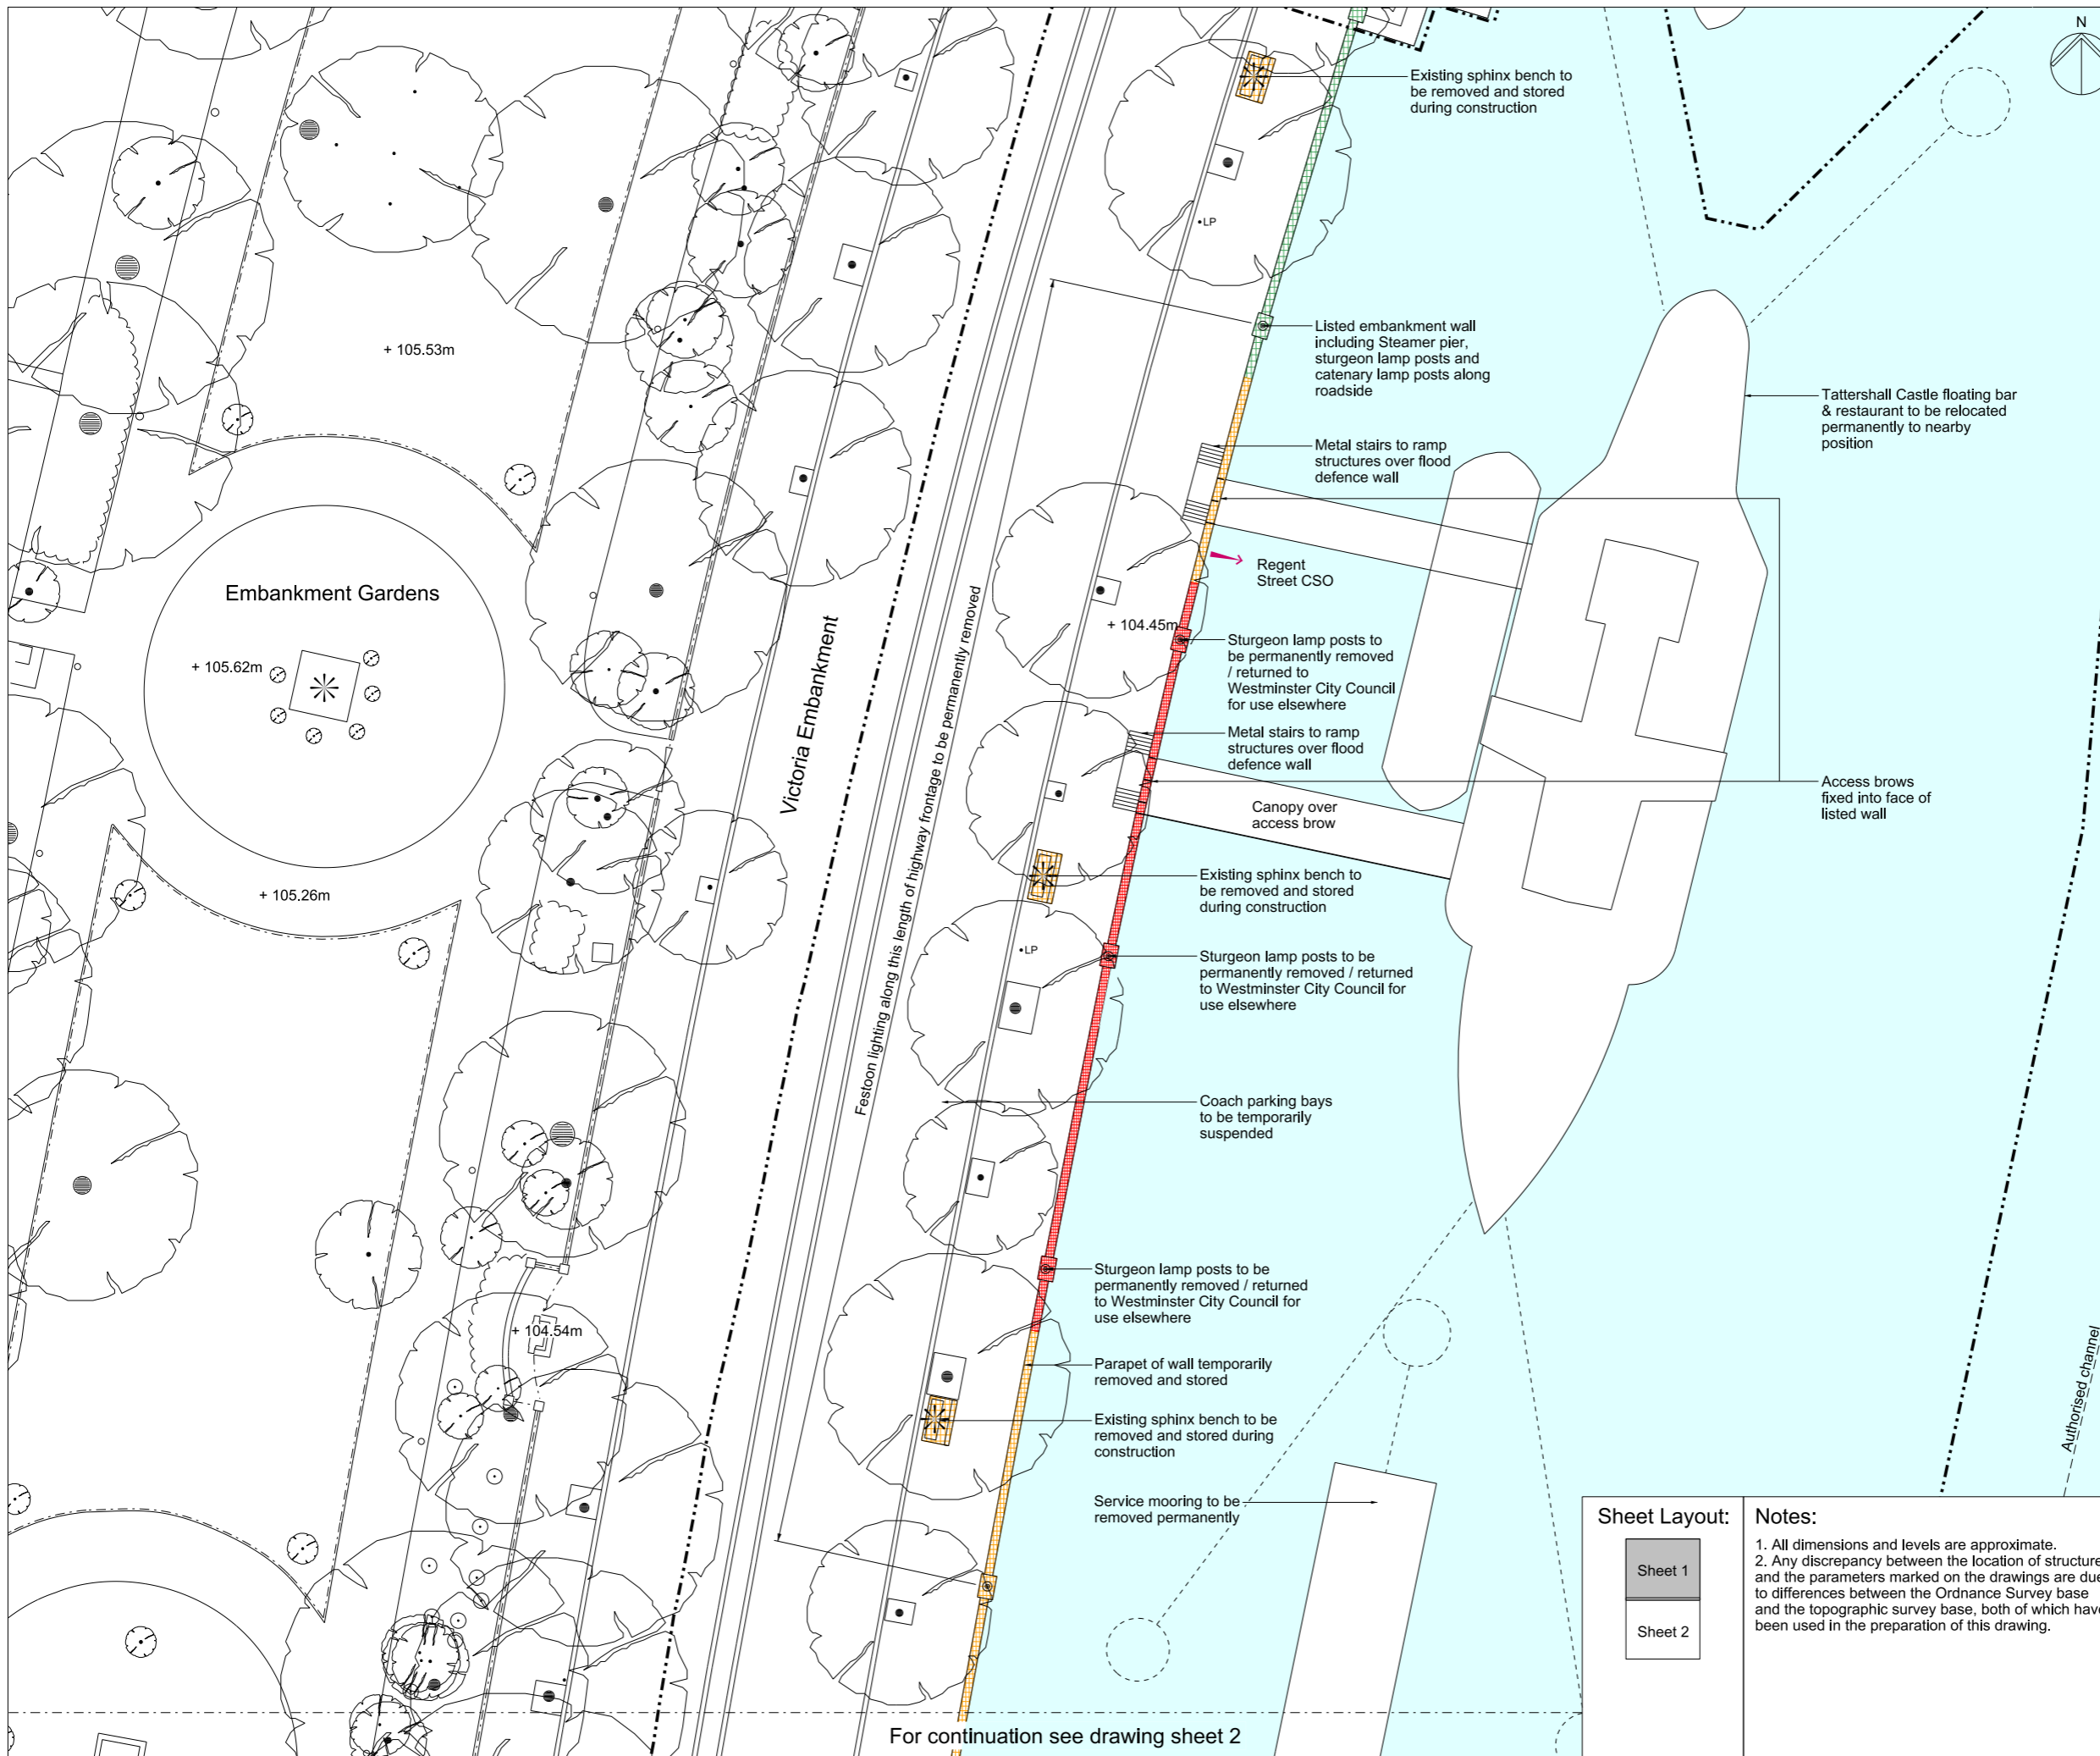 N
Existing sphinx bench to
be removed and stored
during construction
LP
Listed embankment wall
including Steamer pier,
sturgeon lamp posts and
catenary lamp posts along
roadside
+ 105.53m
Tattershall Castle floating bar
& restaurant to be relocated
permanently to nearby
position
Metal stairs to ramp
structures over flood
defence wall
Regent
Street CSO
Embankment Gardens
+ 105.62m
+ 104.45m
Sturgeon lamp posts to
be permanently removed
/ returned to
Westminster City Council
for use elsewhere
Victoria Embankment
Festoon lighting along this length of highway frontage to be permanently removed
Metal stairs to ramp
structures over flood
defence wall
Access brows
fixed into face of
listed wall
Canopy over
access brow
+ 105.26m
Existing sphinx bench to
be removed and stored
during construction
LP
Sturgeon lamp posts to be
permanently removed / returned
to Westminster City Council for
use elsewhere
Coach parking bays
to be temporarily
suspended
Sturgeon lamp posts to be
permanently removed / returned
to Westminster City Council for
use elsewhere
+ 104.54m
Parapet of wall temporarily
removed and stored
Existing sphinx bench to be
removed and stored during
construction
Authorised channel
Service mooring to be
removed permanently
Sheet Layout:
Sheet 1
Sheet 2
Notes:
1. All dimensions and levels are approximate.
2. Any discrepancy between the location of structure
and the parameters marked on the drawings are due
to differences between the Ordnance Survey base
and the topographic survey base, both of which have
been used in the preparation of this drawing.
For continuation see drawing sheet 2